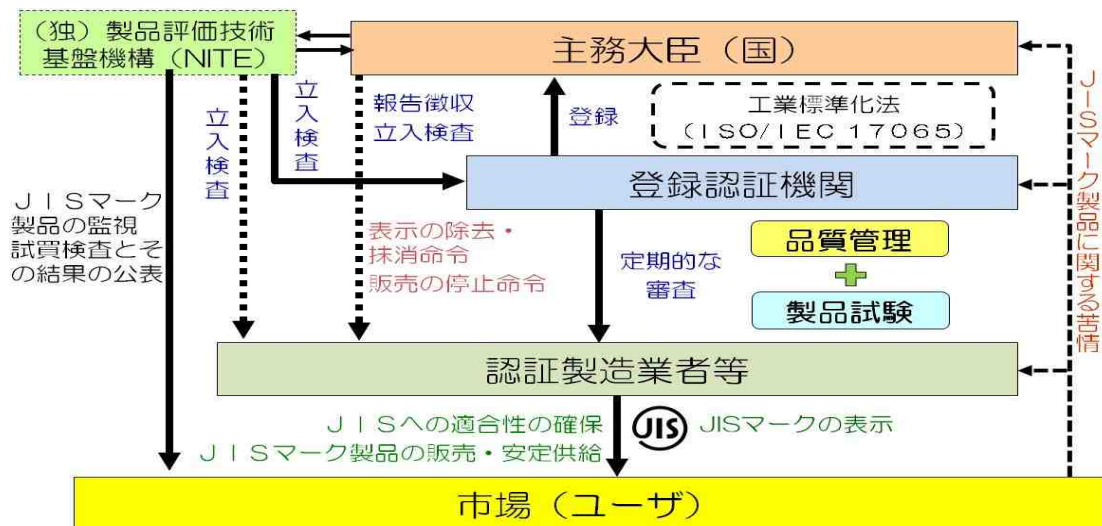 （独）製品評価技術
基盤機構（NITE）
主務大臣（国）
立入検査
立入検査
報告徴収
立入検査
登録
工業標準化法
（ＩＳＯ/ＩＥＣ １７０６５）
登録認証機関
ＪＩＳマーク
製品の監視
試買検査とそ
の結果の公表
表示の除去・
抹消命令
販売の停止命令
定期的な
審査
品質管理
製品試験
ＪＩＳマーク製品に関する苦情
認証製造業者等
ＪＩＳへの適合性の確保
ＪＩＳマーク製品の販売・安定供給
JIS
JISマークの表示
市場（ユーザ）